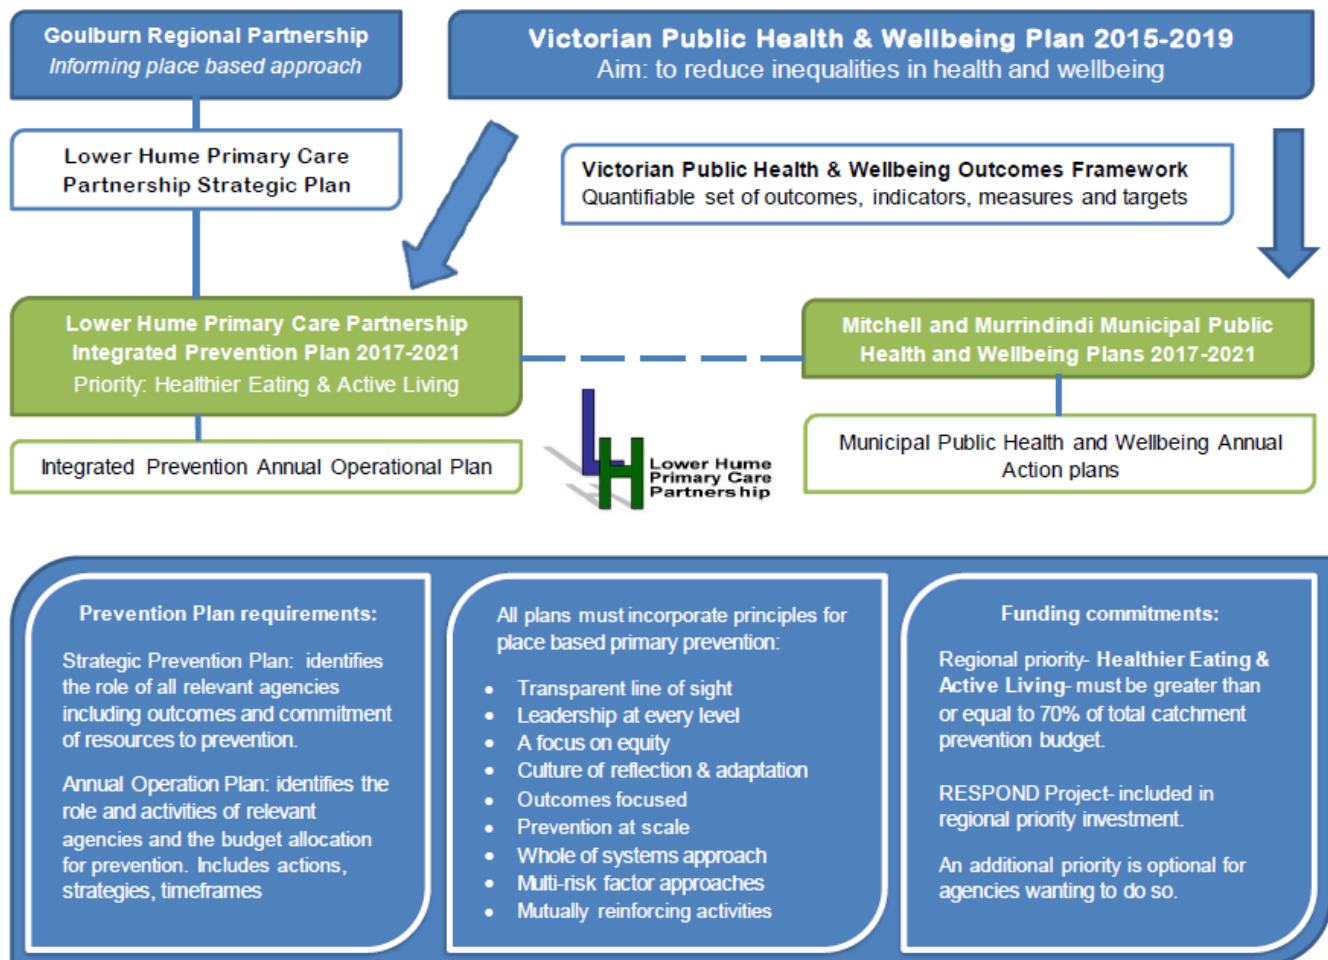 Goulburn Regional Partnership
Informing place based approach
Victorian Public Health & Wellbeing Plan 2015-2019
Aim: to reduce inequalities in health and wellbeing
Lower Hume Primary Care
Partnership Strategic Plan
Victorian Public Health & Wellbeing Outcomes Framework
Quantifiable set of outcomes, indicators, measures and targets
Lower Hume Primary Care Partnership
Integrated Prevention Plan 2017-2021
Priority: Healthier Eating & Active Living
Mitchell and Murrindindi Municipal Public
Health and Wellbeing Plans 2017-2021
Integrated Prevention Annual Operational Plan
LH
Lower Hume
Primary Care
Partnership
Municipal Public Health and Wellbeing Annual
Action plans
Prevention Plan requirements:
Strategic Prevention Plan: identifies
the role of all relevant agencies
including outcomes and commitment
of resources to prevention.
Annual Operation Plan: identifies the
role and activities of relevant
agencies and the budget allocation
for prevention. Includes actions,
strategies, timeframes
All plans must incorporate principles for
place based primary prevention:
• Transparent line of sight
• Leadership at every level
• A focus on equity
• Culture of reflection & adaptation
• Outcomes focused
• Prevention at scale
• Whole of systems approach
• Multi-risk factor approaches
• Mutually reinforcing activities
Funding commitments:
Regional priority- Healthier Eating &
Active Living- must be greater than
or equal to 70% of total catchment
prevention budget.
RESPOND Project- included in
regional priority investment.
An additional priority is optional for
agencies wanting to do so.